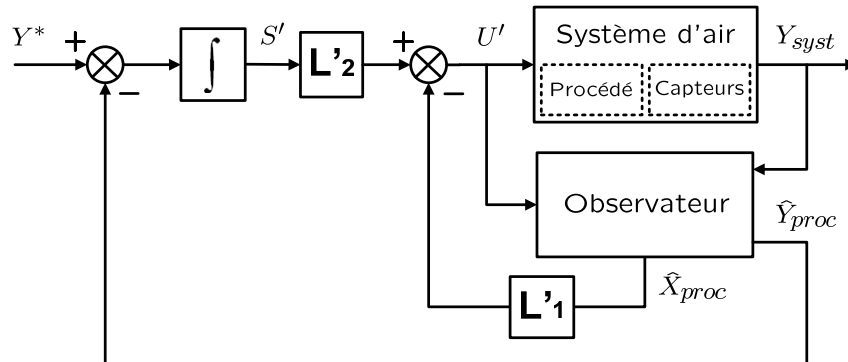 Y* + − ∫ S′ L'2 + − U′ Système d'air Y_syst
Procédé Capteurs
Observateur
Ŷ_proc
X̂_proc
L'1